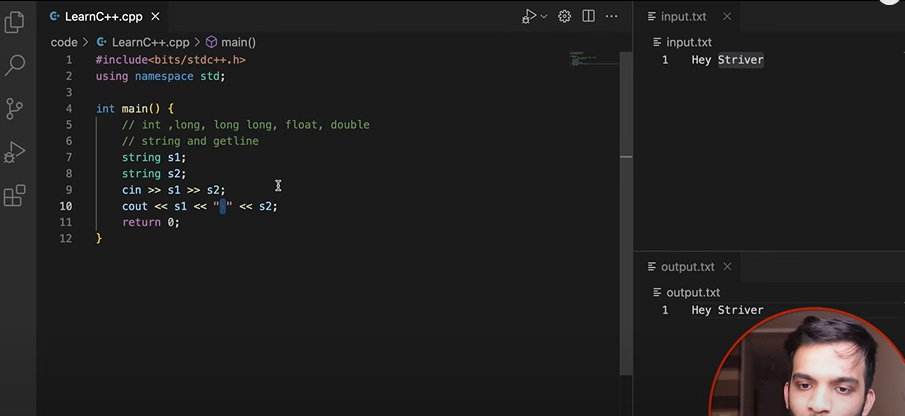 LearnC++.cpp
code > LearnC++.cpp > main()
1 #include<bits/stdc++.h>
2 using namespace std;
3
4 int main() {
5 // int ,long, long long, float, double
6 // string and getline
7 string s1;
8 string s2;
9 cin >> s1 >> s2;
10 cout << s1 << " " << s2;
11 return 0;
12 }
input.txt
input.txt
1 Hey Striver
output.txt
output.txt
1 Hey Striver